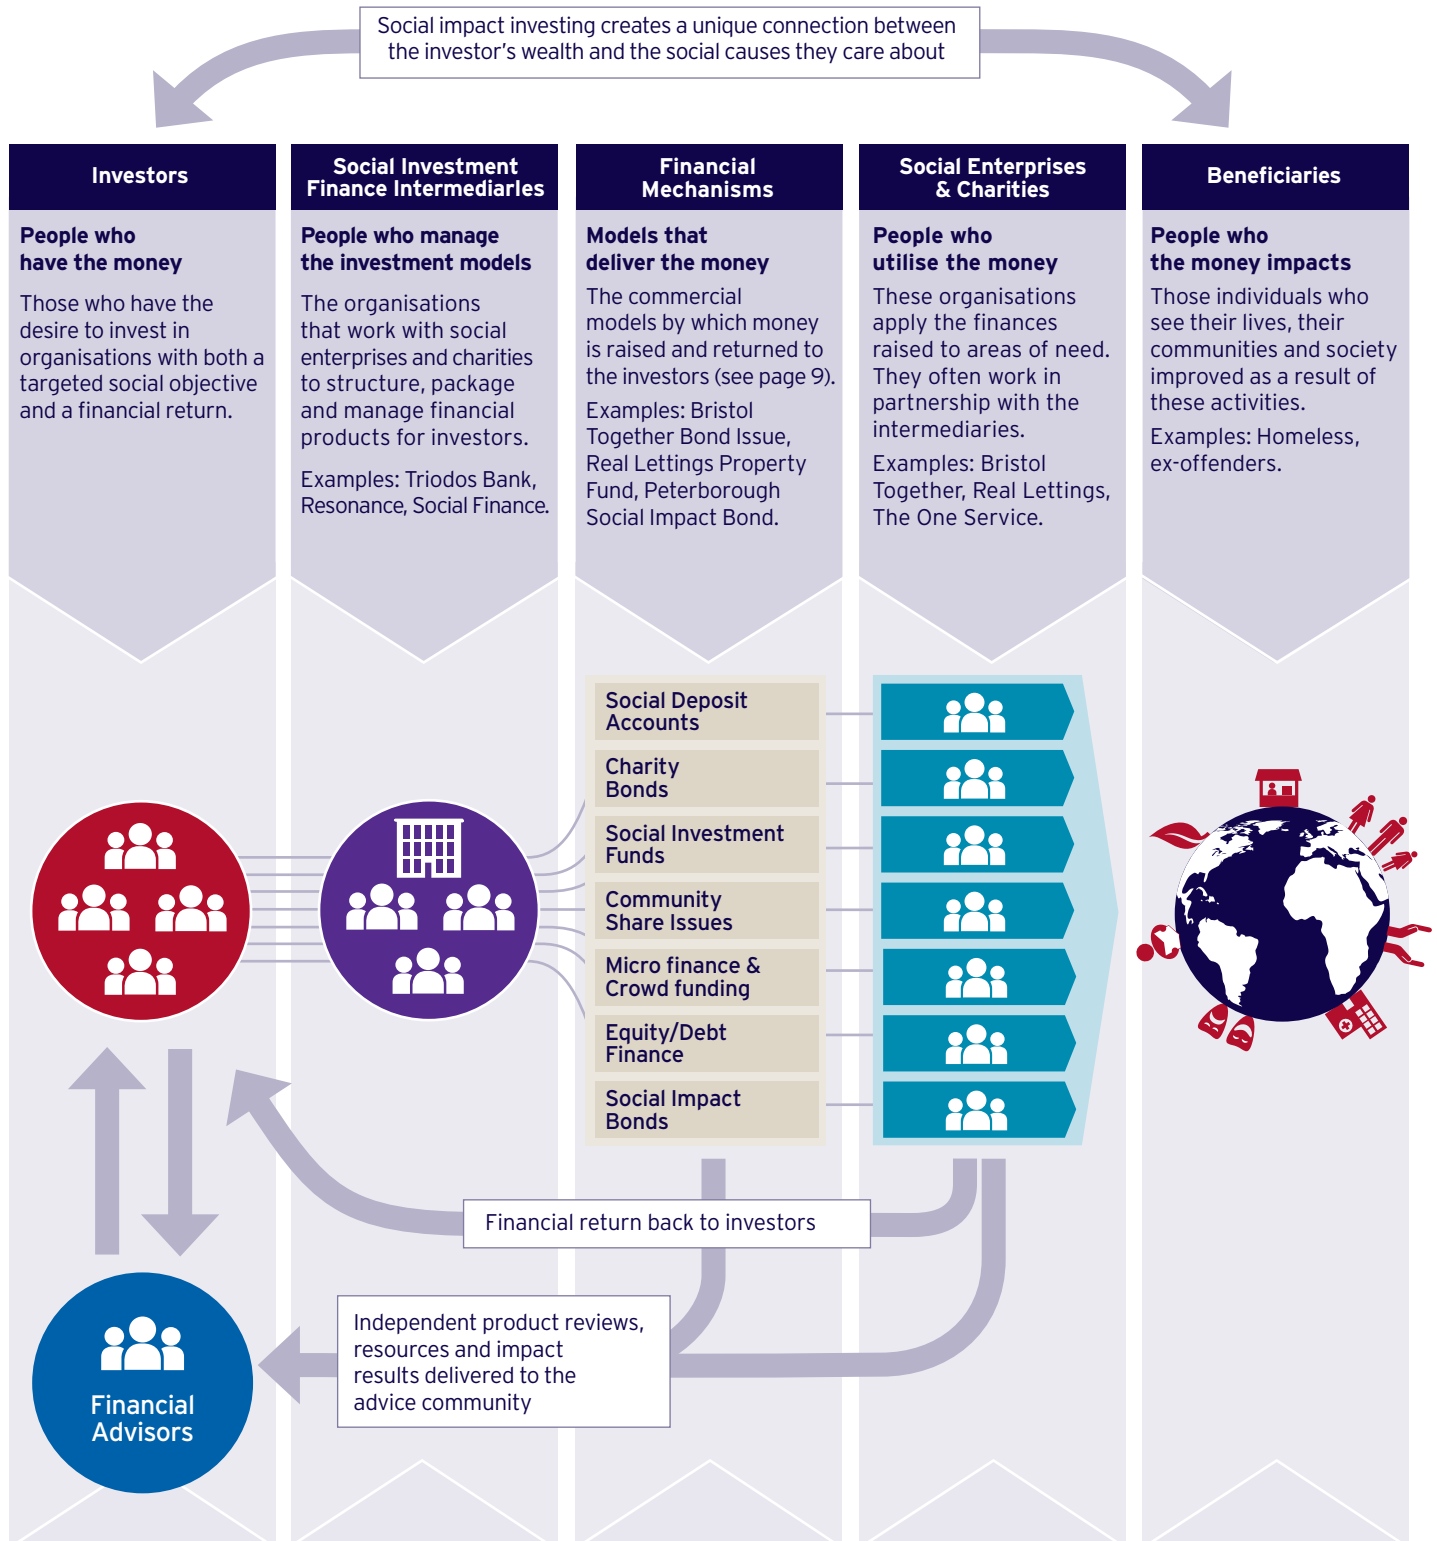 Social impact investing creates a unique connection between
the investor's wealth and the social causes they care about
Investors
People who
have the money
Those who have the
desire to invest in
organisations with both a
targeted social objective
and a financial return.
Social Investment
Finance Intermediarles
People who manage
the investment models
The organisations
that work with social
enterprises and charities
to structure, package
and manage financial
products for investors.
Examples: Triodos Bank,
Resonance, Social Finance.
Financial
Mechanisms
Models that
deliver the money
The commercial
models by which money
is raised and returned to
the investors (see page 9).
Examples: Bristol
Together Bond Issue,
Real Lettings Property
Fund, Peterborough
Social Impact Bond.
Social Enterprises
& Charities
People who
utilise the money
These organisations
apply the finances
raised to areas of need.
They often work in
partnership with the
intermediaries.
Examples: Bristol
Together, Real Lettings,
The One Service.
Beneficiaries
People who
the money impacts
Those individuals who
see their lives, their
communities and society
improved as a result of
these activities.
Examples: Homeless,
ex-offenders.
Social Deposit
Accounts
Charity
Bonds
Social Investment
Funds
Community
Share Issues
Micro finance &
Crowd funding
Equity/Debt
Finance
Social Impact
Bonds
Financial return back to investors
Independent product reviews,
resources and impact
results delivered to the
advice community
Financial
Advisors